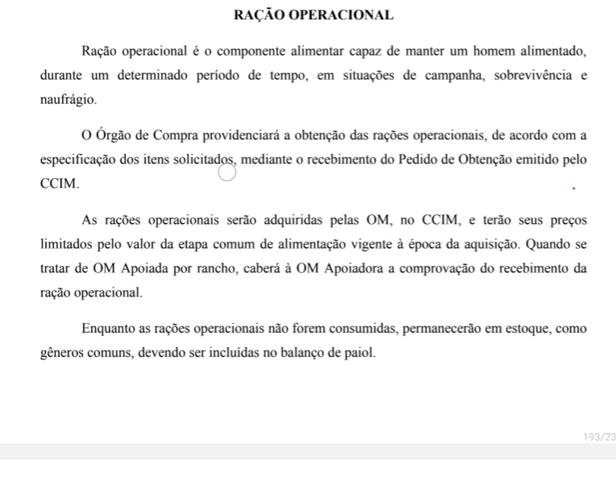 RAÇÃO OPERACIONAL
Ração operacional é o componente alimentar capaz de manter um homem alimentado,
durante um determinado período de tempo, em situações de campanha, sobrevivência e
naufrágio.
O Órgão de Compra providenciará a obtenção das rações operacionais, de acordo com a
especificação dos itens solicitados, mediante o recebimento do Pedido de Obtenção emitido pelo
CCIM.
As rações operacionais serão adquiridas pelas OM, no CCIM, e terão seus preços
limitados pelo valor da etapa comum de alimentação vigente à época da aquisição. Quando se
tratar de OM Apoiada por rancho, caberá à OM Apoiadora a comprovação do recebimento da
ração operacional.
Enquanto as rações operacionais não forem consumidas, permanecerão em estoque, como
gêneros comuns, devendo ser incluídas no balanço de paiol.
193/23